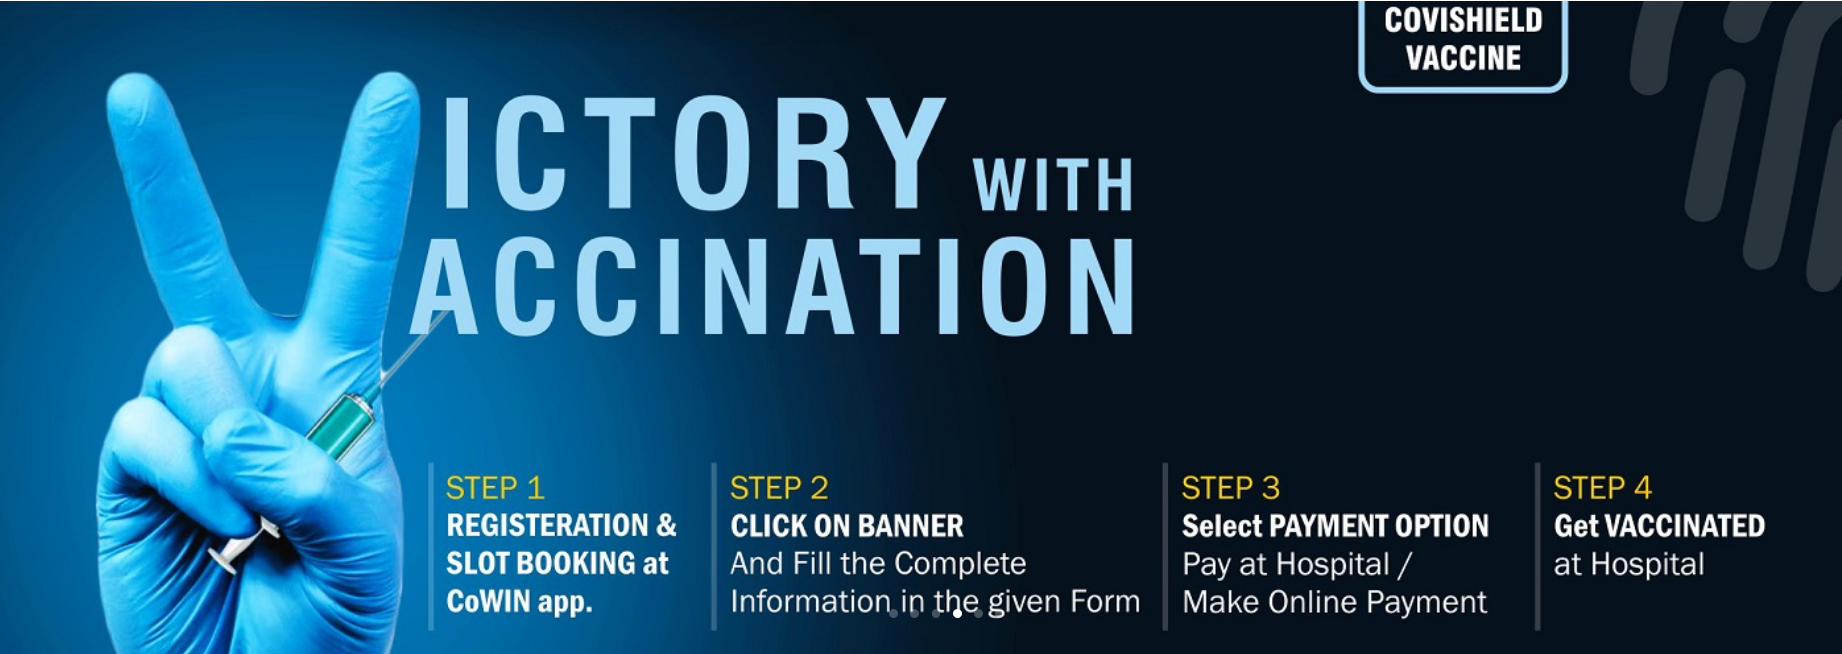 COVISHIELD
VACCINE
ICTORY WITH
ACCINATION
STEP 1
REGISTERATION &
SLOT BOOKING at
CoWIN app.
STEP 2
CLICK ON BANNER
And Fill the Complete
Information in the given Form
STEP 3
Select PAYMENT OPTION
Pay at Hospital /
Make Online Payment
STEP 4
Get VACCINATED
at Hospital